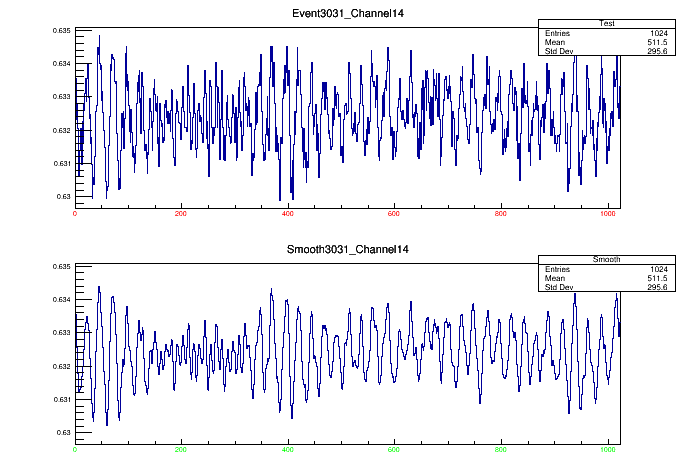 Event3031_Channel14
Test
Entries 1024
Mean 511.5
Std Dev 295.6
0.635
0.634
0.633
0.632
0.631
0.63
0 200 400 600 800 1000
Smooth3031_Channel14
Smooth
Entries 1024
Mean 511.5
Std Dev 295.6
0.635
0.634
0.633
0.632
0.631
0.63
0 200 400 600 800 1000